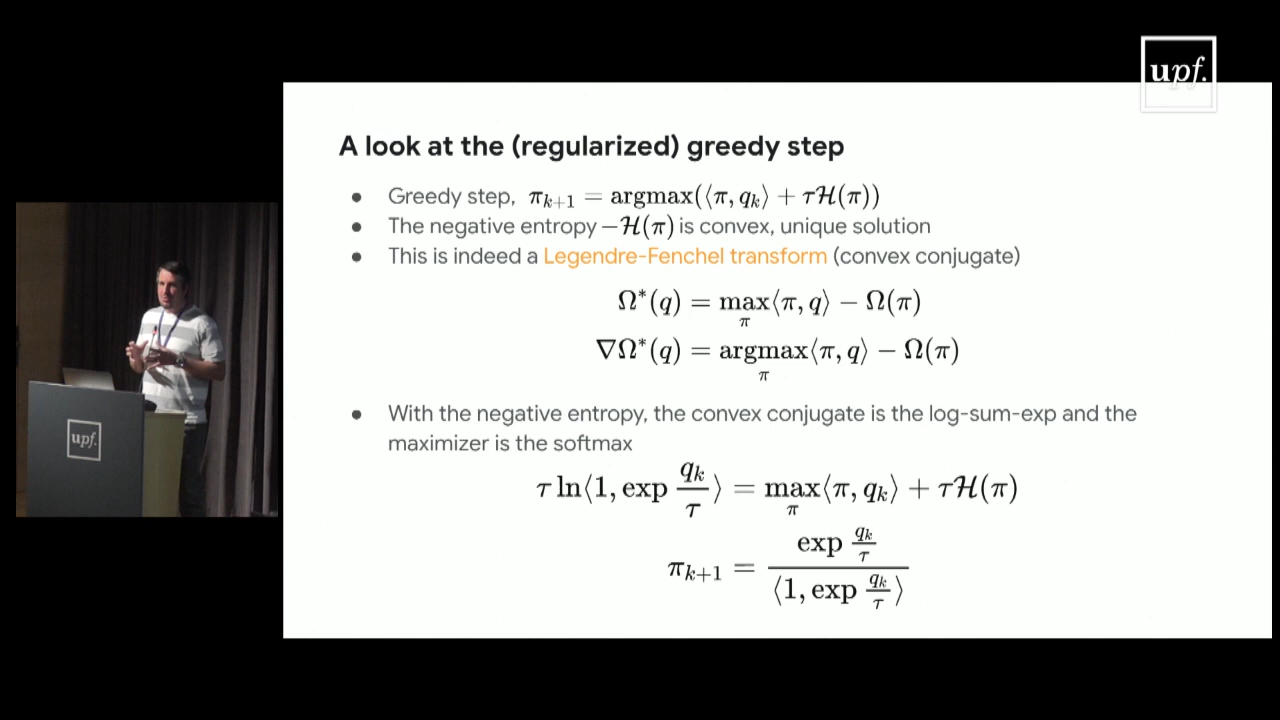 upf.
A look at the (regularized) greedy step
● Greedy step, π_{k+1} = argmax(⟨π, q_k⟩ + τℋ(π))
● The negative entropy −ℋ(π) is convex, unique solution
● This is indeed a Legendre-Fenchel transform (convex conjugate)
Ω*(q) = max_π ⟨π, q⟩ − Ω(π)
∇Ω*(q) = argmax_π ⟨π, q⟩ − Ω(π)
● With the negative entropy, the convex conjugate is the log-sum-exp and the
maximizer is the softmax
τ ln⟨1, exp q_k/τ⟩ = max_π ⟨π, q_k⟩ + τℋ(π)
π_{k+1} = exp q_k/τ / ⟨1, exp q_k/τ⟩
upf.